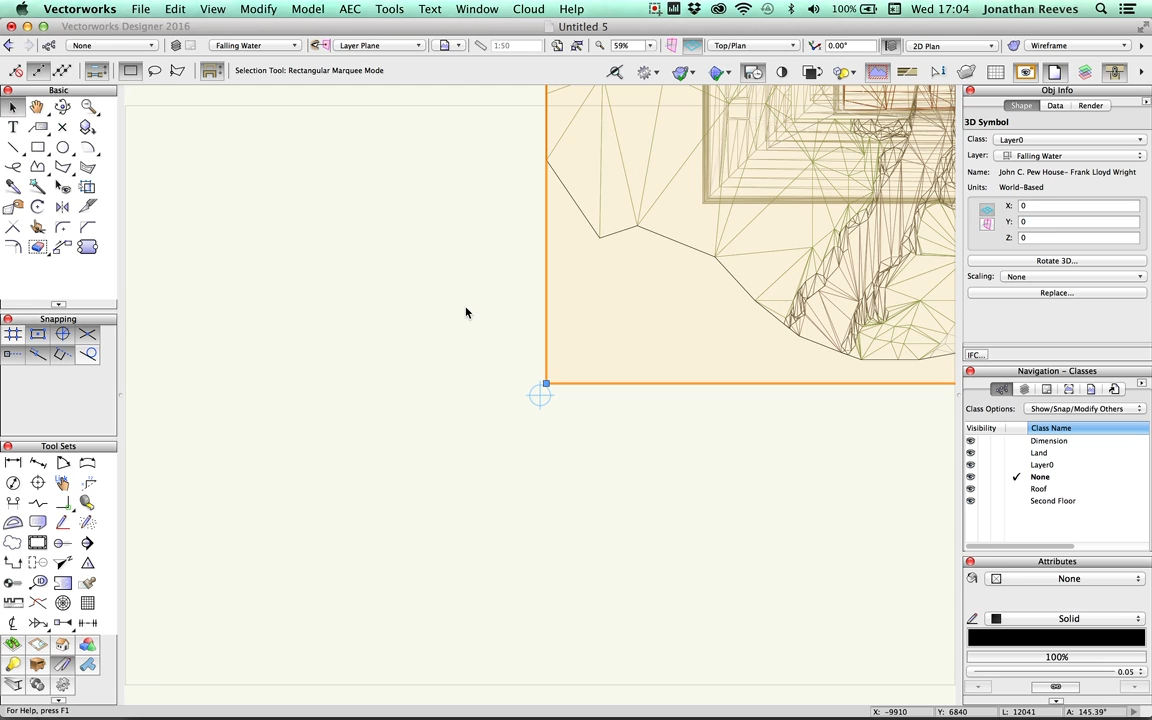 Vectorworks File Edit View Modify Model AEC Tools Text Window Cloud Help 100% Wed 17:04 Jonathan Reeves
Vectorworks Designer 2016 Untitled 5
None Falling Water Layer Plane 1:50 59% Top/Plan 0.00° 2D Plan Wireframe
Selection Tool: Rectangular Marquee Mode
Basic
Snapping
Tool Sets
Obj Info
Shape Data Render
3D Symbol
Class: Layer0
Layer: Falling Water
Name: John C. Pew House- Frank Lloyd Wright
Units: World-Based
X: 0
Y: 0
Z: 0
Rotate 3D...
Scaling: None
Replace...
IFC...
Navigation - Classes
Class Options: Show/Snap/Modify Others
Visibility Class Name
Dimension
Land
Layer0
None
Roof
Second Floor
Attributes
None
Solid
100%
0.05
For Help, press F1
X: -9910 Y: 6840 L: 12041 A: 145.39°